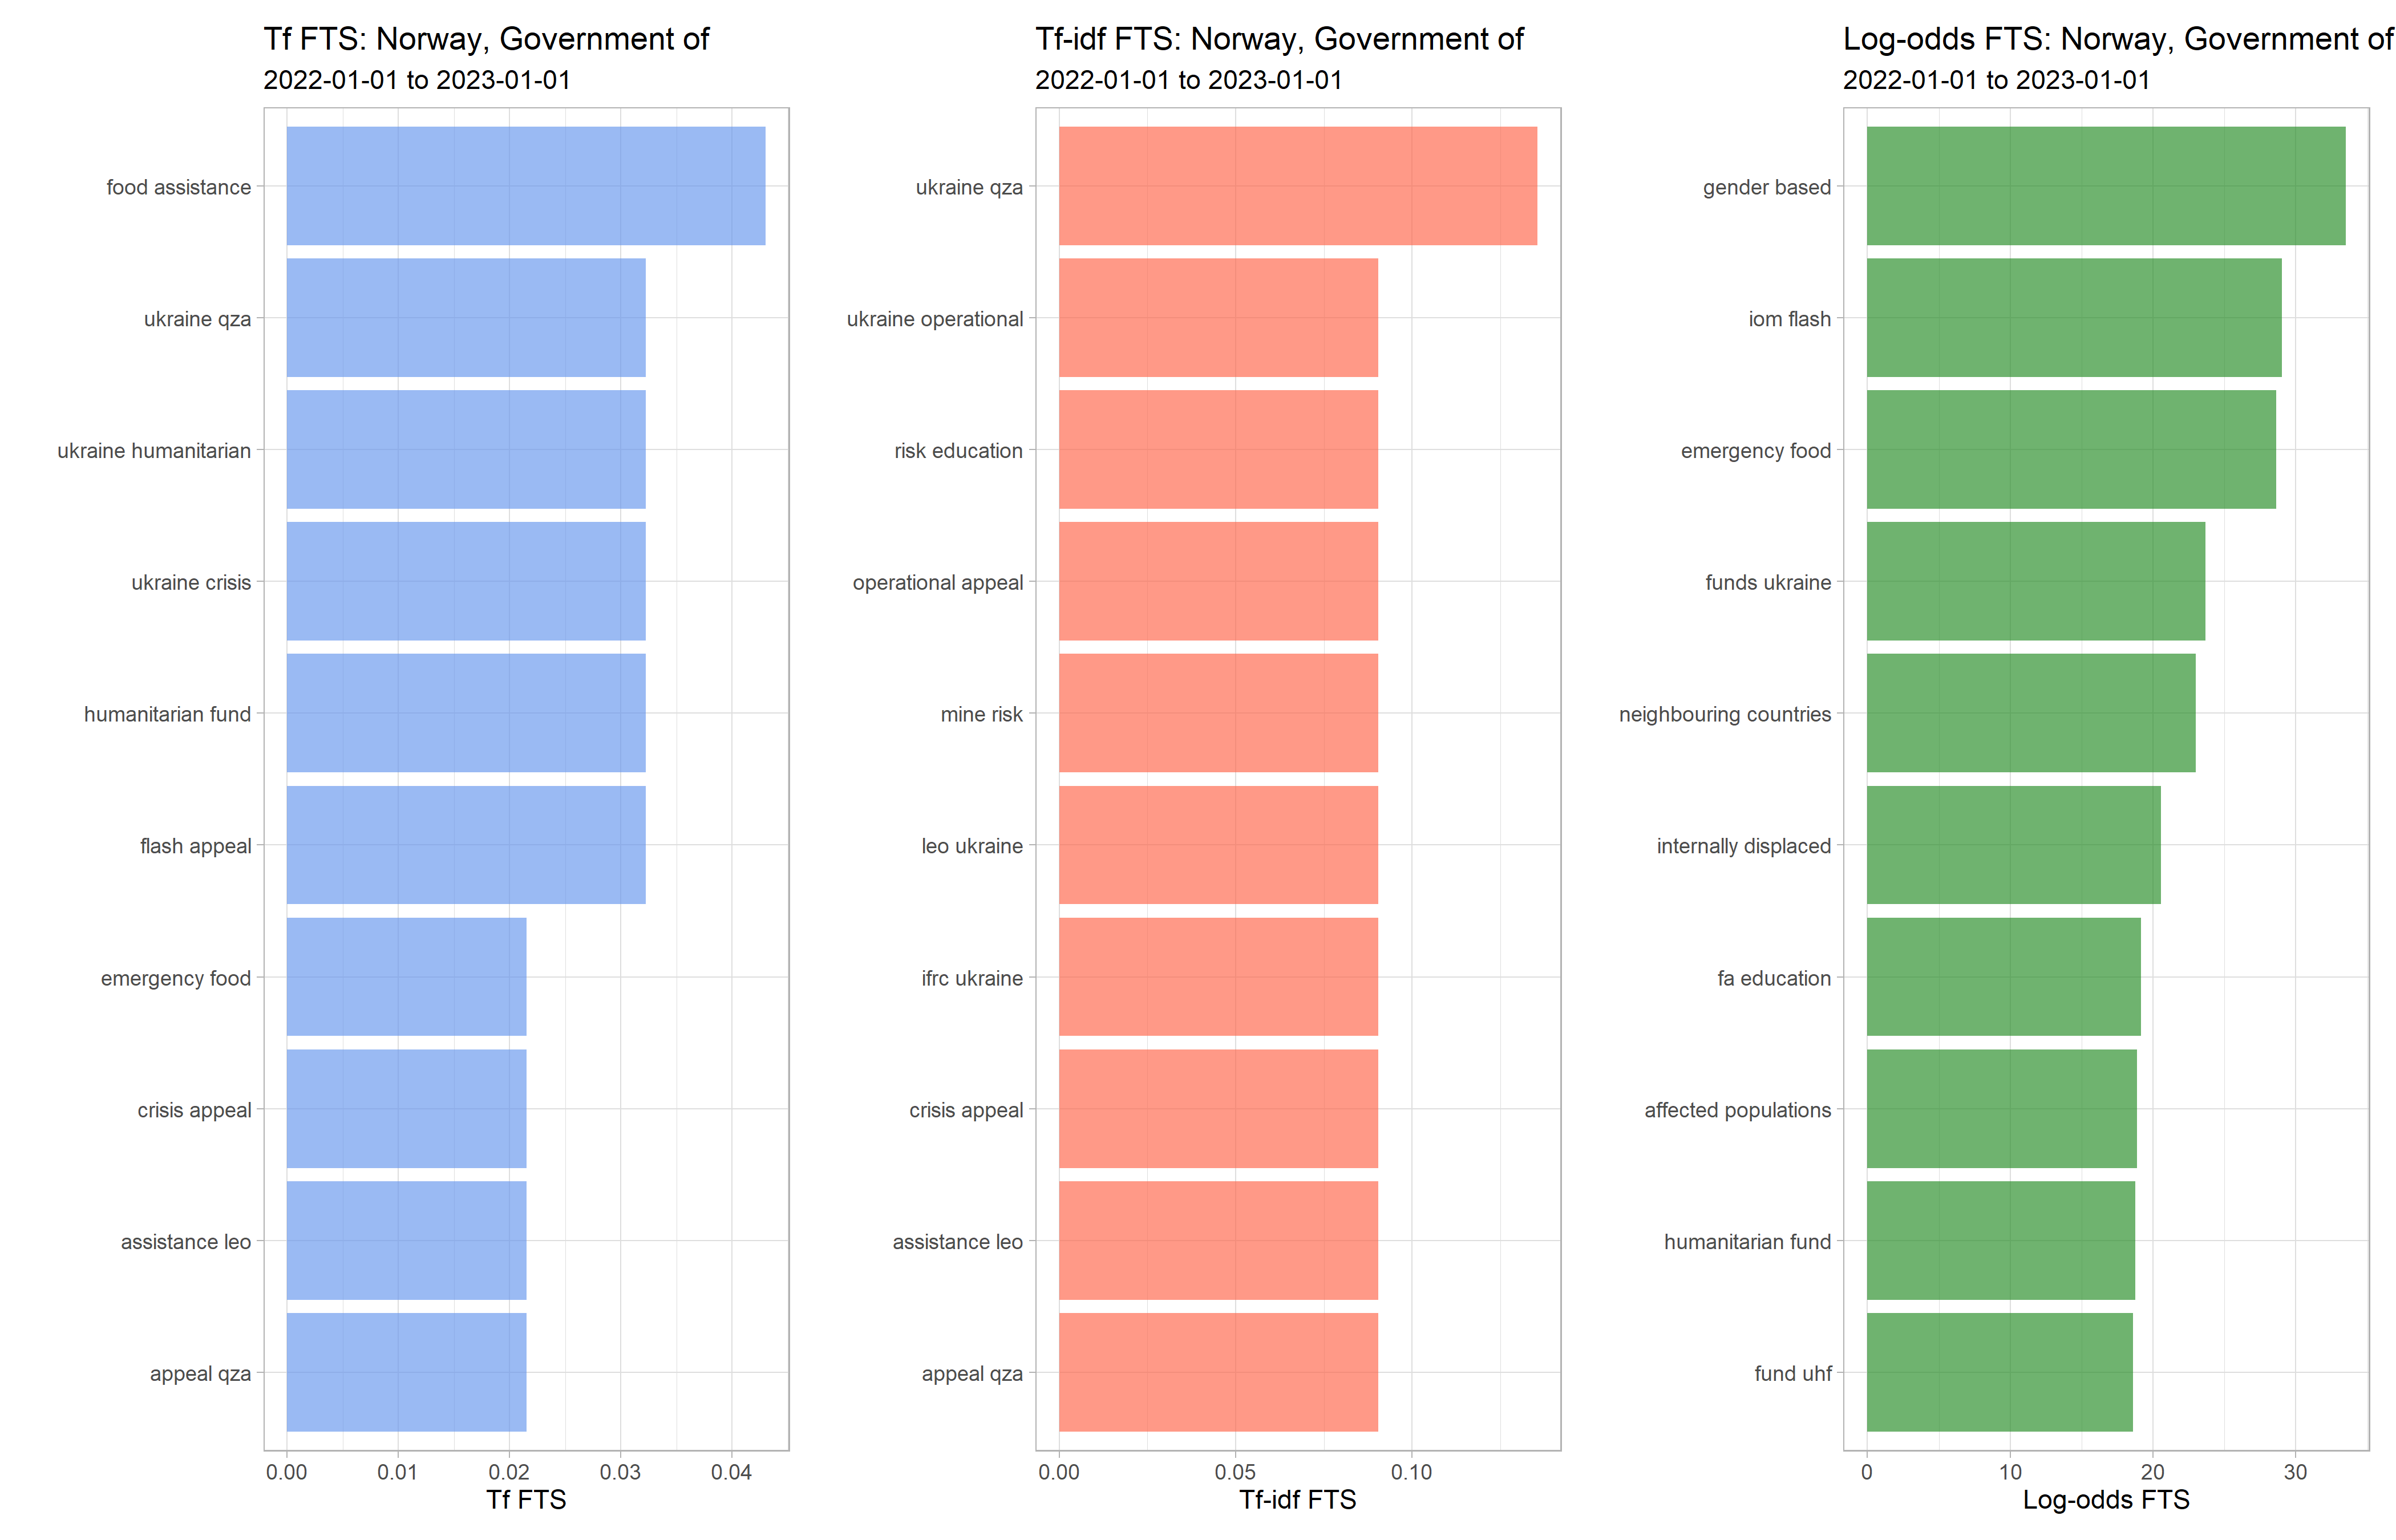 Tf FTS: Norway, Government of
2022-01-01 to 2023-01-01
food assistance
ukraine qza
ukraine humanitarian
ukraine crisis
humanitarian fund
flash appeal
emergency food
crisis appeal
assistance leo
appeal qza
0.00 0.01 0.02 0.03 0.04
Tf FTS
Tf-idf FTS: Norway, Government of
2022-01-01 to 2023-01-01
ukraine qza
ukraine operational
risk education
operational appeal
mine risk
leo ukraine
ifrc ukraine
crisis appeal
assistance leo
appeal qza
0.00 0.05 0.10
Tf-idf FTS
Log-odds FTS: Norway, Government of
2022-01-01 to 2023-01-01
gender based
iom flash
emergency food
funds ukraine
neighbouring countries
internally displaced
fa education
affected populations
humanitarian fund
fund uhf
0 10 20 30
Log-odds FTS